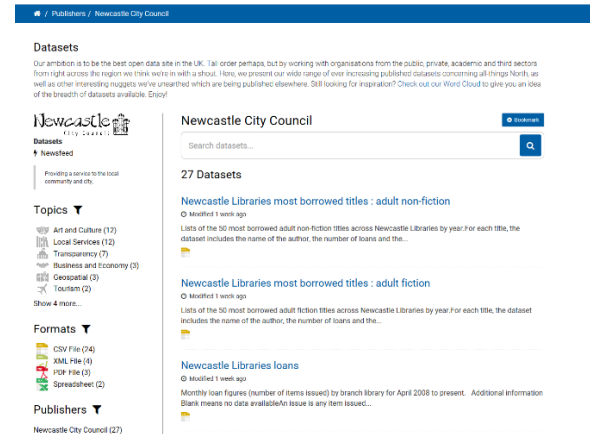 / Publishers / Newcastle City Council
Datasets
Our ambition is to be the best open data site in the UK. Tall order perhaps, but by working with organisations from the public, private, academic and third sectors
from right across the region we think we're in with a shout. Here, we present our wide range of ever increasing published datasets concerning all things North, as
well as other interesting nuggets we've unearthed which are being published elsewhere. Still looking for inspiration? Check out our Word Cloud to give you an idea
of the breadth of datasets available. Enjoy!
Newcastle
City Council
Datasets
Newsfeed
Providing a service to the local
community and city.
Topics
Art and Culture (12)
Local Services (12)
Transparency (7)
Business and Economy (3)
Geospatial (3)
Tourism (2)
Show 4 more...
Formats
CSV File (24)
XML File (4)
PDF File (3)
Spreadsheet (2)
Publishers
Newcastle City Council (27)
Newcastle City Council
Bookmark
Search datasets...
27 Datasets
Newcastle Libraries most borrowed titles : adult non-fiction
Modified 1 week ago
Lists of the 50 most borrowed adult non-fiction titles across Newcastle Libraries by year.For each title, the
dataset includes the name of the author, the number of loans and the...
Newcastle Libraries most borrowed titles : adult fiction
Modified 1 week ago
Lists of the 50 most borrowed adult fiction titles across Newcastle Libraries by year.For each title, the dataset
includes the name of the author, the number of loans and the...
Newcastle Libraries loans
Modified 1 week ago
Monthly loan figures (number of items issued) by branch library for April 2008 to present. Additional information
Blank means no data availableAn issue is any item issued...